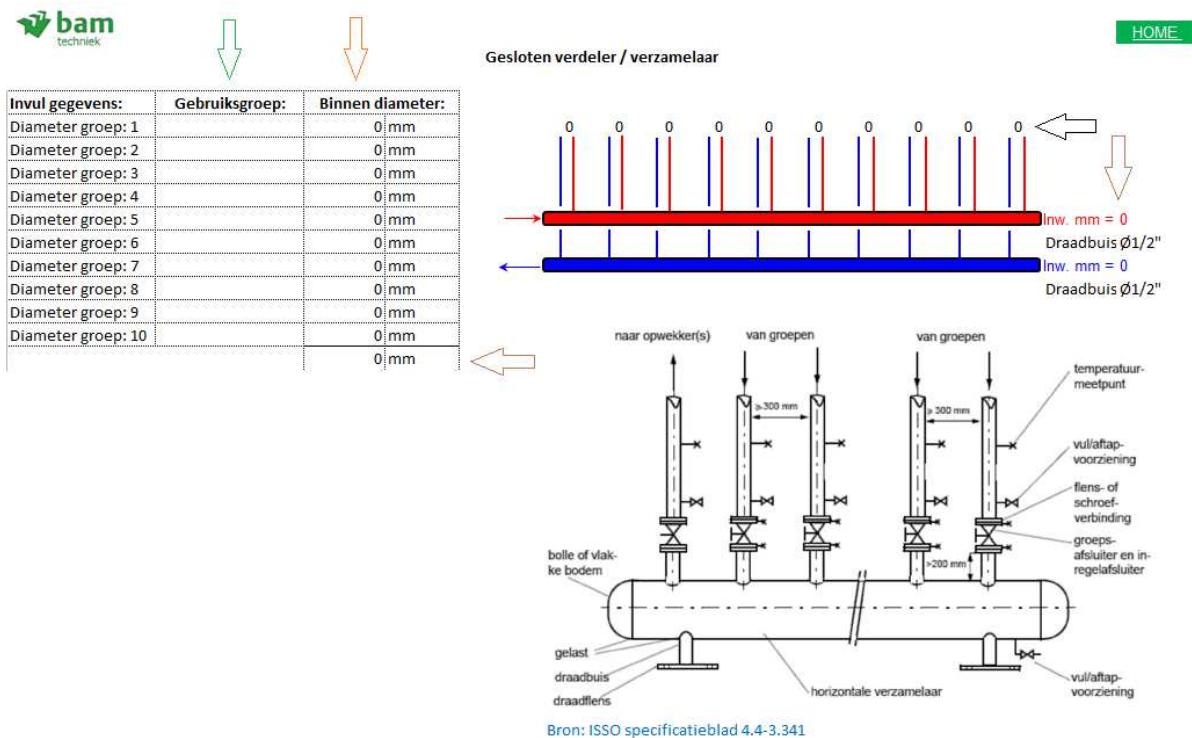 bam
techniek
HOME
Gesloten verdeler / verzamelaar
Invul gegevens: Gebruiksgroep: Binnen diameter:
Diameter groep: 1 0 mm
Diameter groep: 2 0 mm
Diameter groep: 3 0 mm
Diameter groep: 4 0 mm
Diameter groep: 5 0 mm
Diameter groep: 6 0 mm
Diameter groep: 7 0 mm
Diameter groep: 8 0 mm
Diameter groep: 9 0 mm
Diameter groep: 10 0 mm
0 mm
0 0 0 0 0 0 0 0 0 0
Inw. mm = 0
Draadbuis Ø1/2"
Inw. mm = 0
Draadbuis Ø1/2"
naar opwekker(s) van groepen van groepen
≥300 mm ≥ 300 mm
temperatuur-
meetpunt
vul/aftap-
voorziening
flens- of
schroef-
verbinding
groeps-
afsluiter en in-
regelafsluiter
>200 mm
bolle of vlak-
ke bodem
gelast
draadbuis
draadflens
horizontale verzamelaar
vul/aftap-
voorziening
Bron: ISSO specificatieblad 4.4-3.341